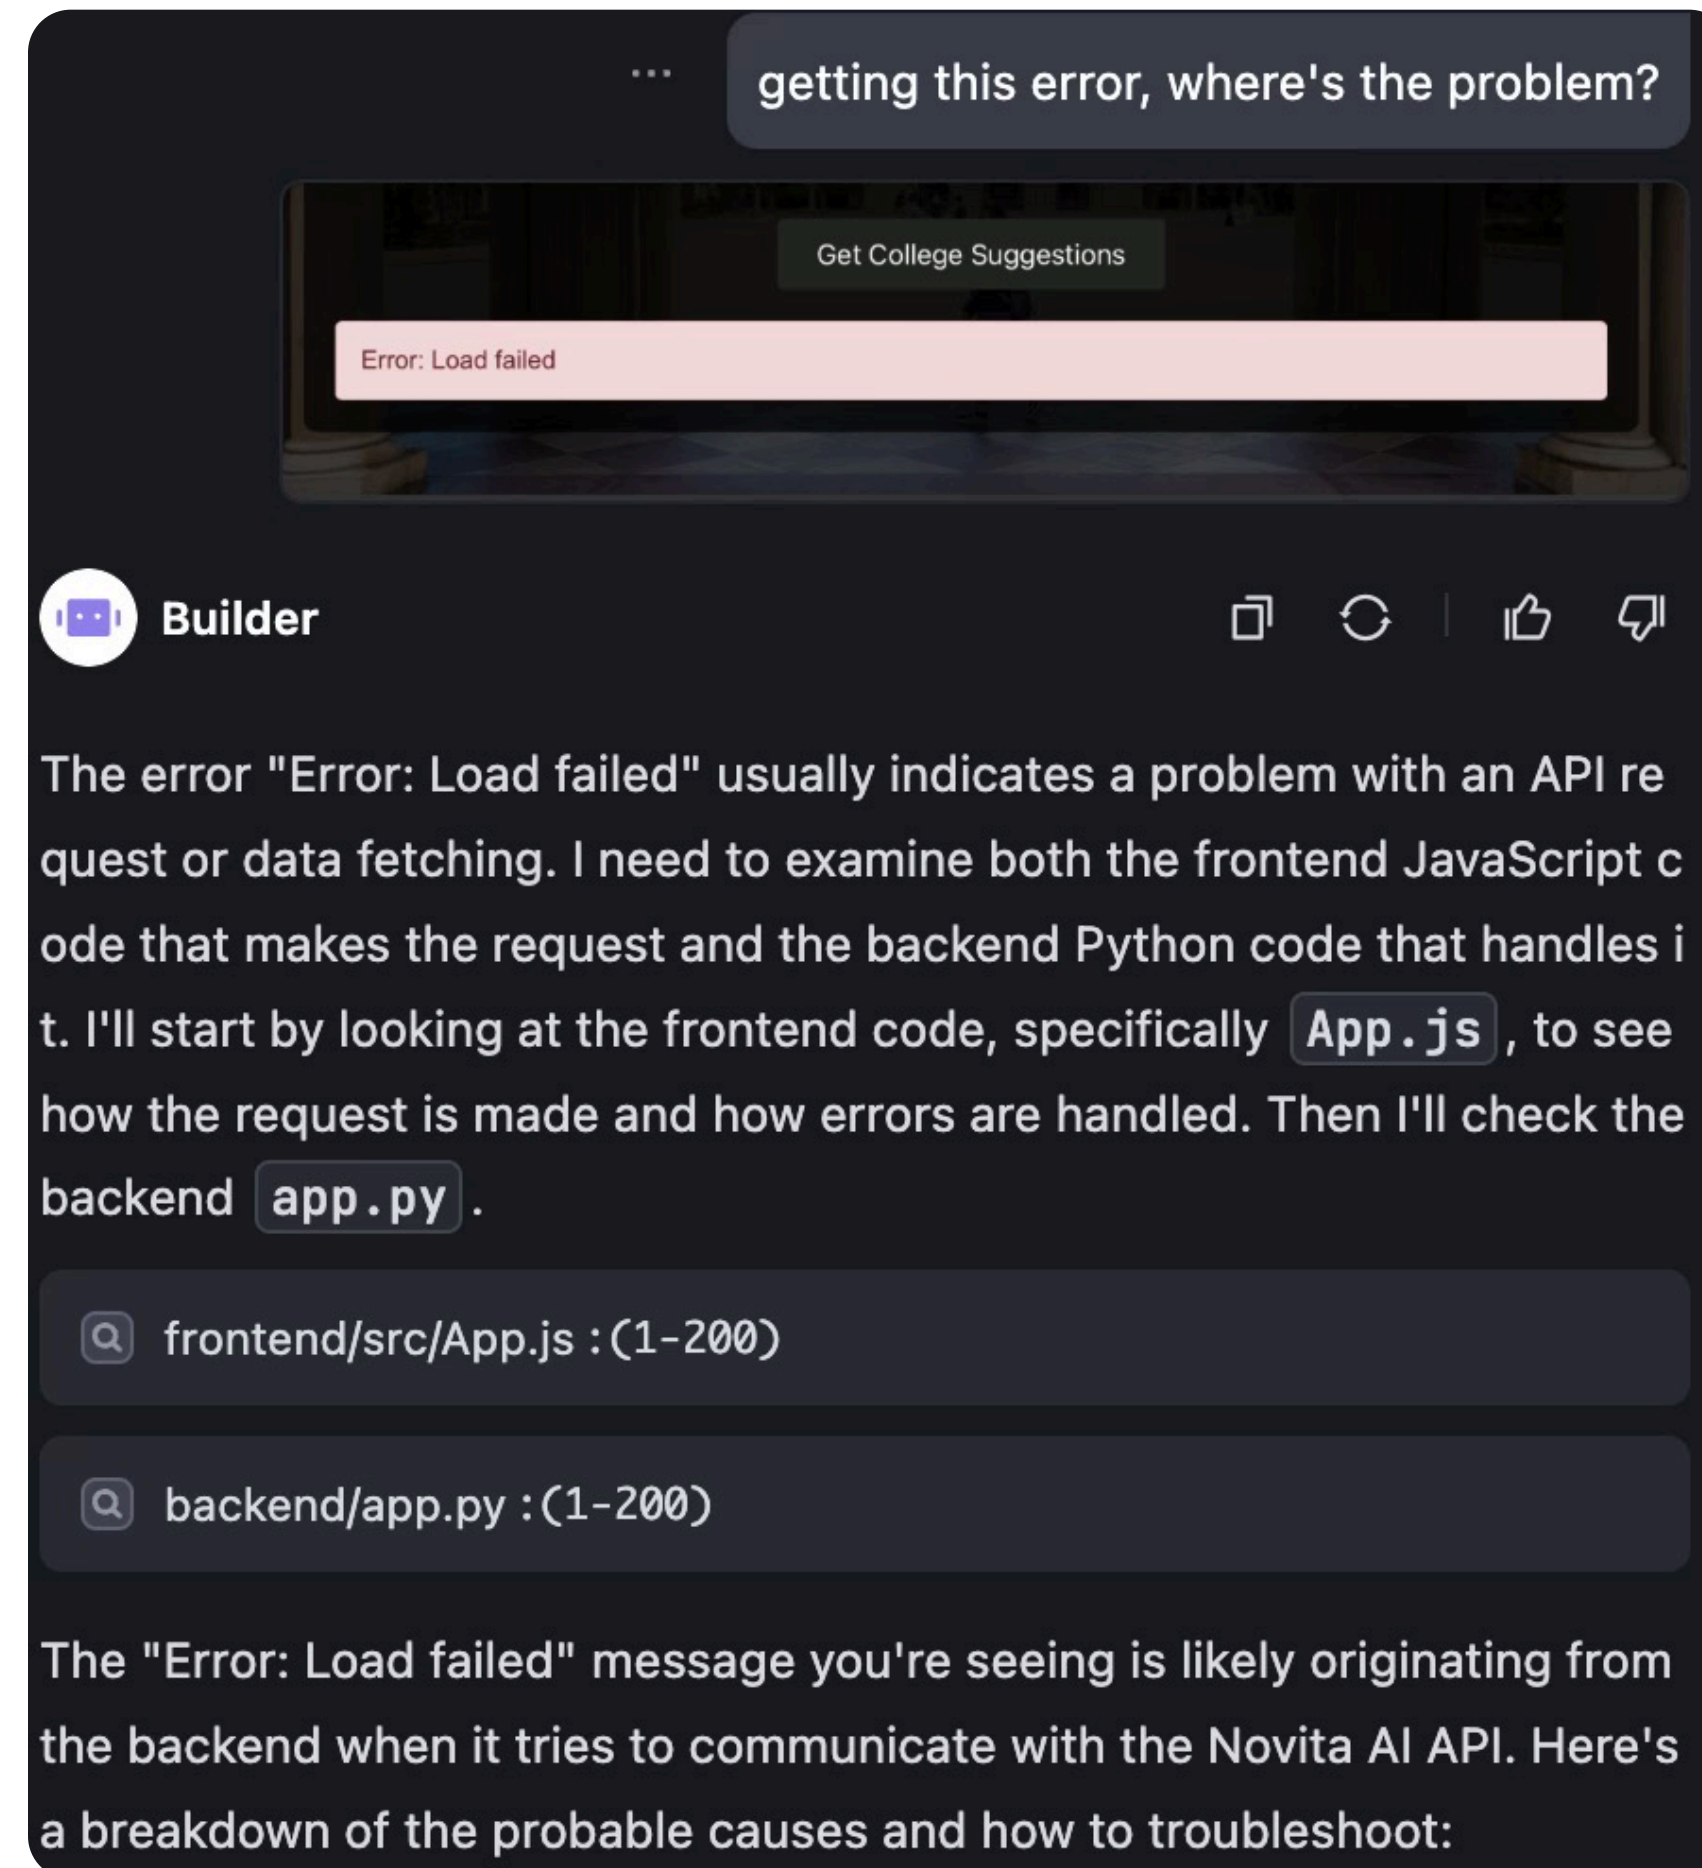 getting this error, where's the problem?
Get College Suggestions
Error: Load failed
Builder
The error "Error: Load failed" usually indicates a problem with an API re
quest or data fetching. I need to examine both the frontend JavaScript c
ode that makes the request and the backend Python code that handles i
t. I'll start by looking at the frontend code, specifically App.js, to see
how the request is made and how errors are handled. Then I'll check the
backend app.py.
frontend/src/App.js :(1-200)
backend/app.py :(1-200)
The "Error: Load failed" message you're seeing is likely originating from
the backend when it tries to communicate with the Novita AI API. Here's
a breakdown of the probable causes and how to troubleshoot: